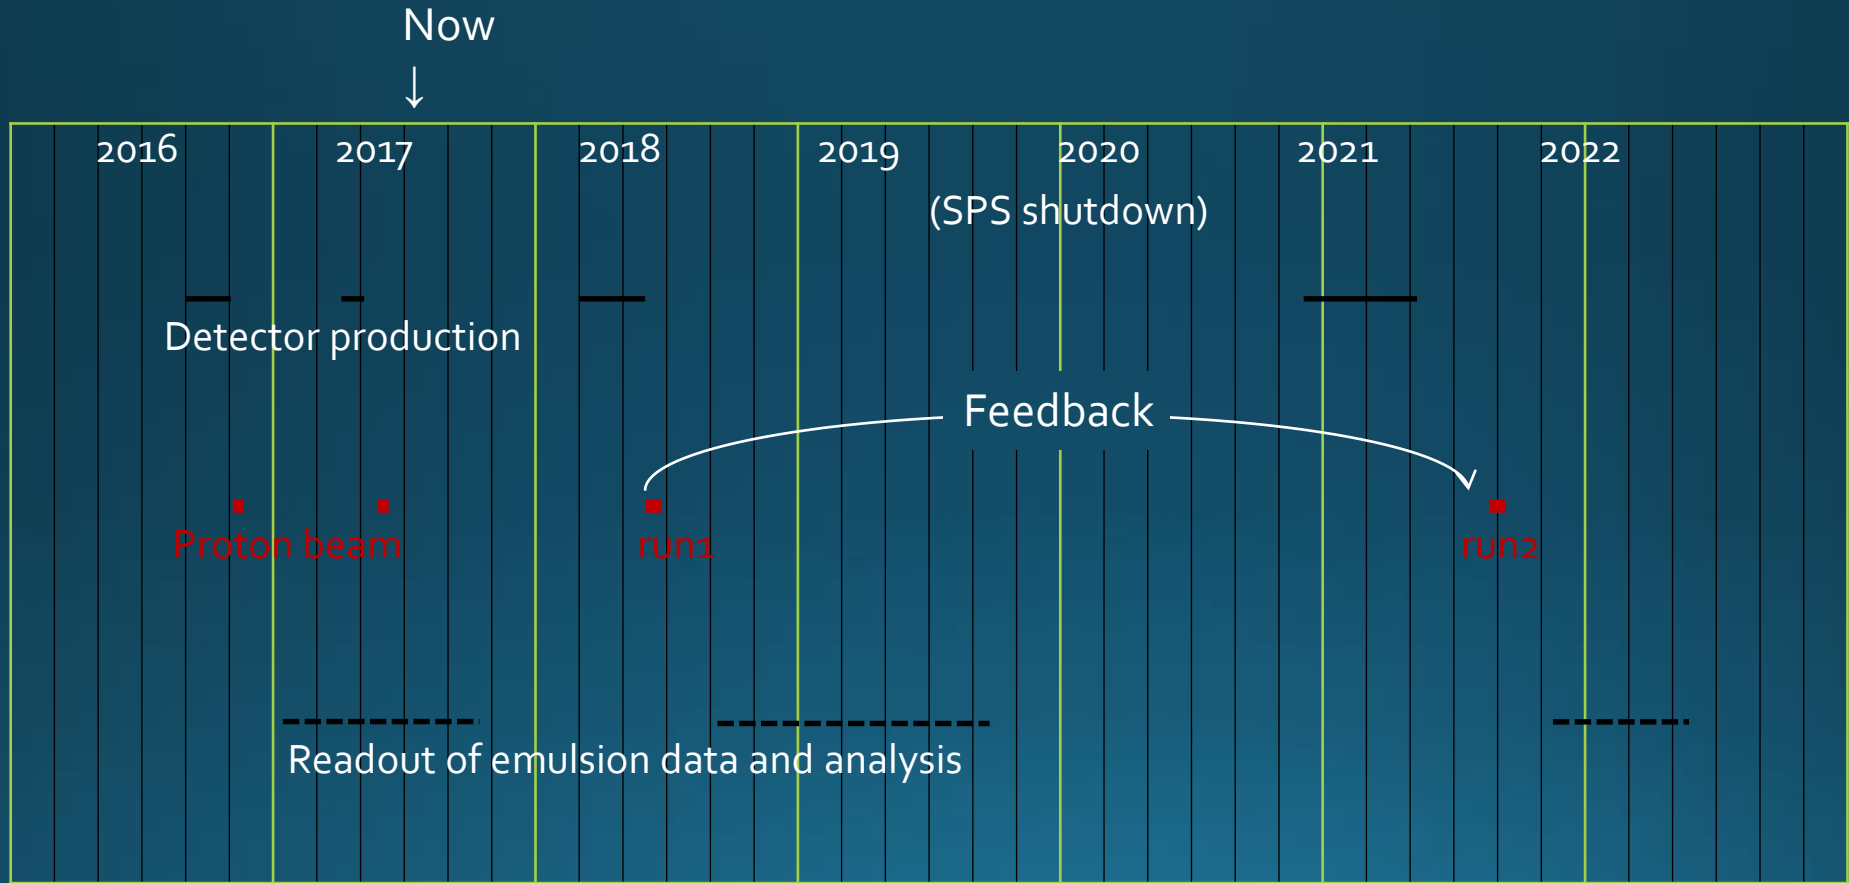 Now
↓
2016 2017 2018 2019 2020 2021 2022
(SPS shutdown)
Detector production
Feedback
Proton beam run1 run2
Readout of emulsion data and analysis